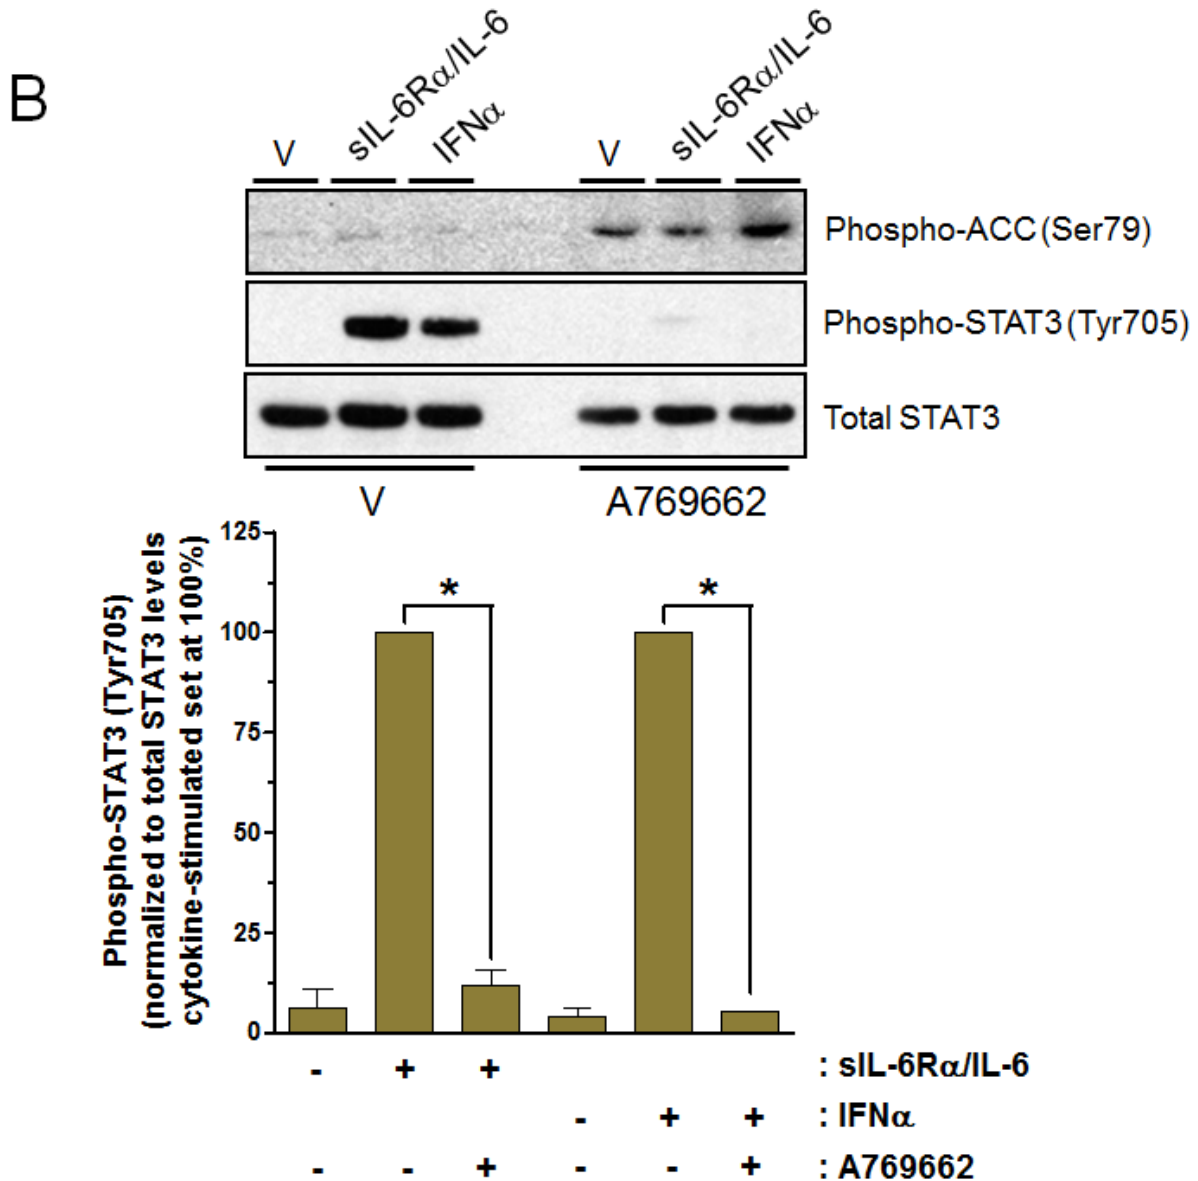 B
V sIL-6Rα/IL-6 IFNα V sIL-6Rα/IL-6 IFNα
Phospho-ACC (Ser79)
Phospho-STAT3 (Tyr705)
Total STAT3
V A769662
Phospho-STAT3 (Tyr705)
(normalized to total STAT3 levels
cytokine-stimulated set at 100%)
125
100
75
50
25
0
* *
- + + : sIL-6Rα/IL-6
- + + : IFNα
- - + - - + : A769662